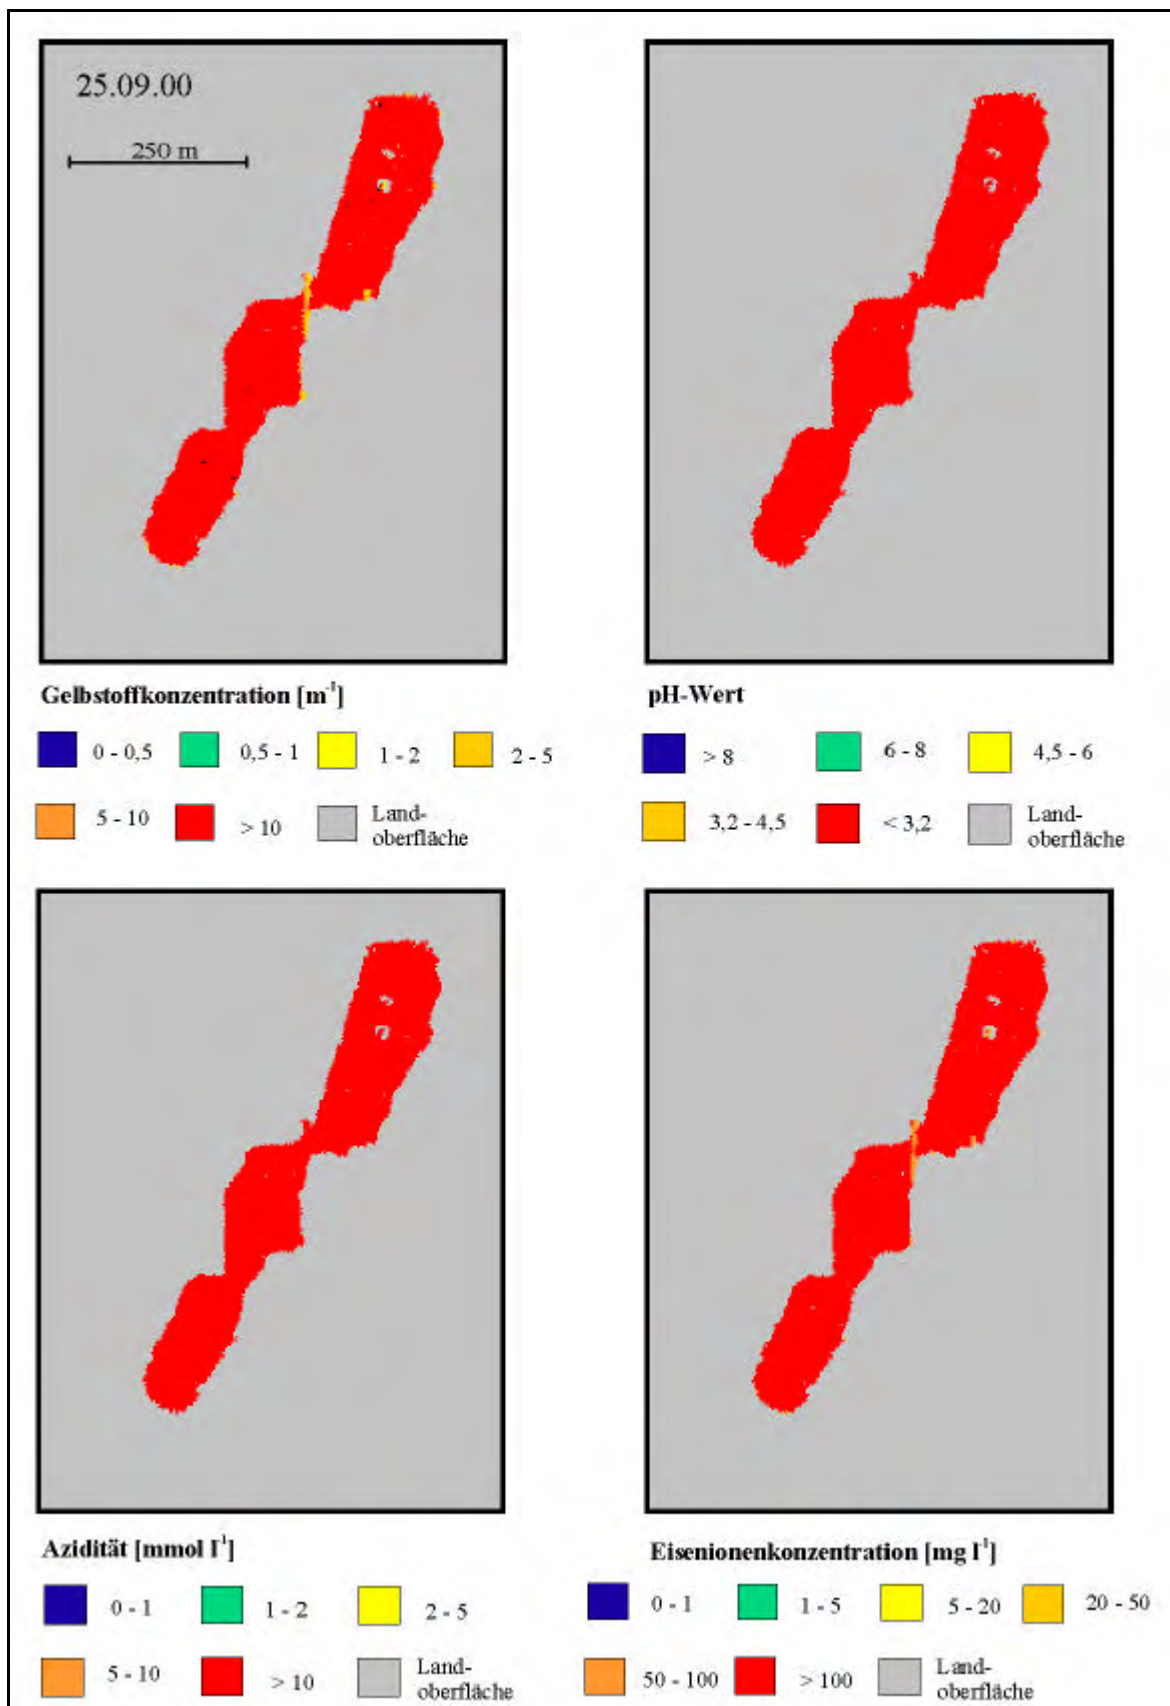 25.09.00
250 m
Gelbstoffkonzentration [m⁻¹]
0 - 0,5
0,5 - 1
1 - 2
2 - 5
5 - 10
> 10
Land-
oberfläche
pH-Wert
> 8
6 - 8
4,5 - 6
3,2 - 4,5
< 3,2
Land-
oberfläche
Azidität [mmol l⁻¹]
0 - 1
1 - 2
2 - 5
5 - 10
> 10
Land-
oberfläche
Eisenionenkonzentration [mg l⁻¹]
0 - 1
1 - 5
5 - 20
20 - 50
50 - 100
> 100
Land-
oberfläche